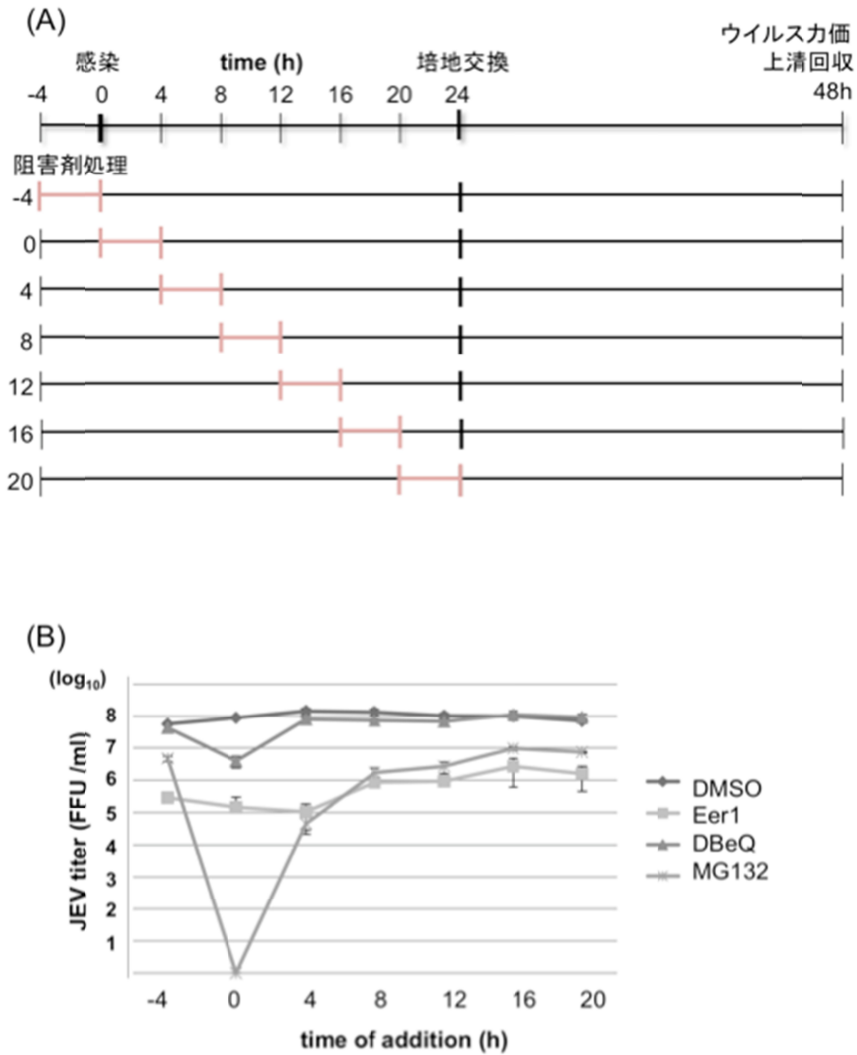 (A)
ウイルス力価
感染 time (h) 培地交換 上清回収
-4 0 4 8 12 16 20 24 48h
阻害剤処理
-4
0
4
8
12
16
20
(B)
(log10)
JEV titer (FFU /ml)
8
7
6
5
4
3
2
1
-4 0 4 8 12 16 20
time of addition (h)
DMSO
Eer1
DBeQ
MG132